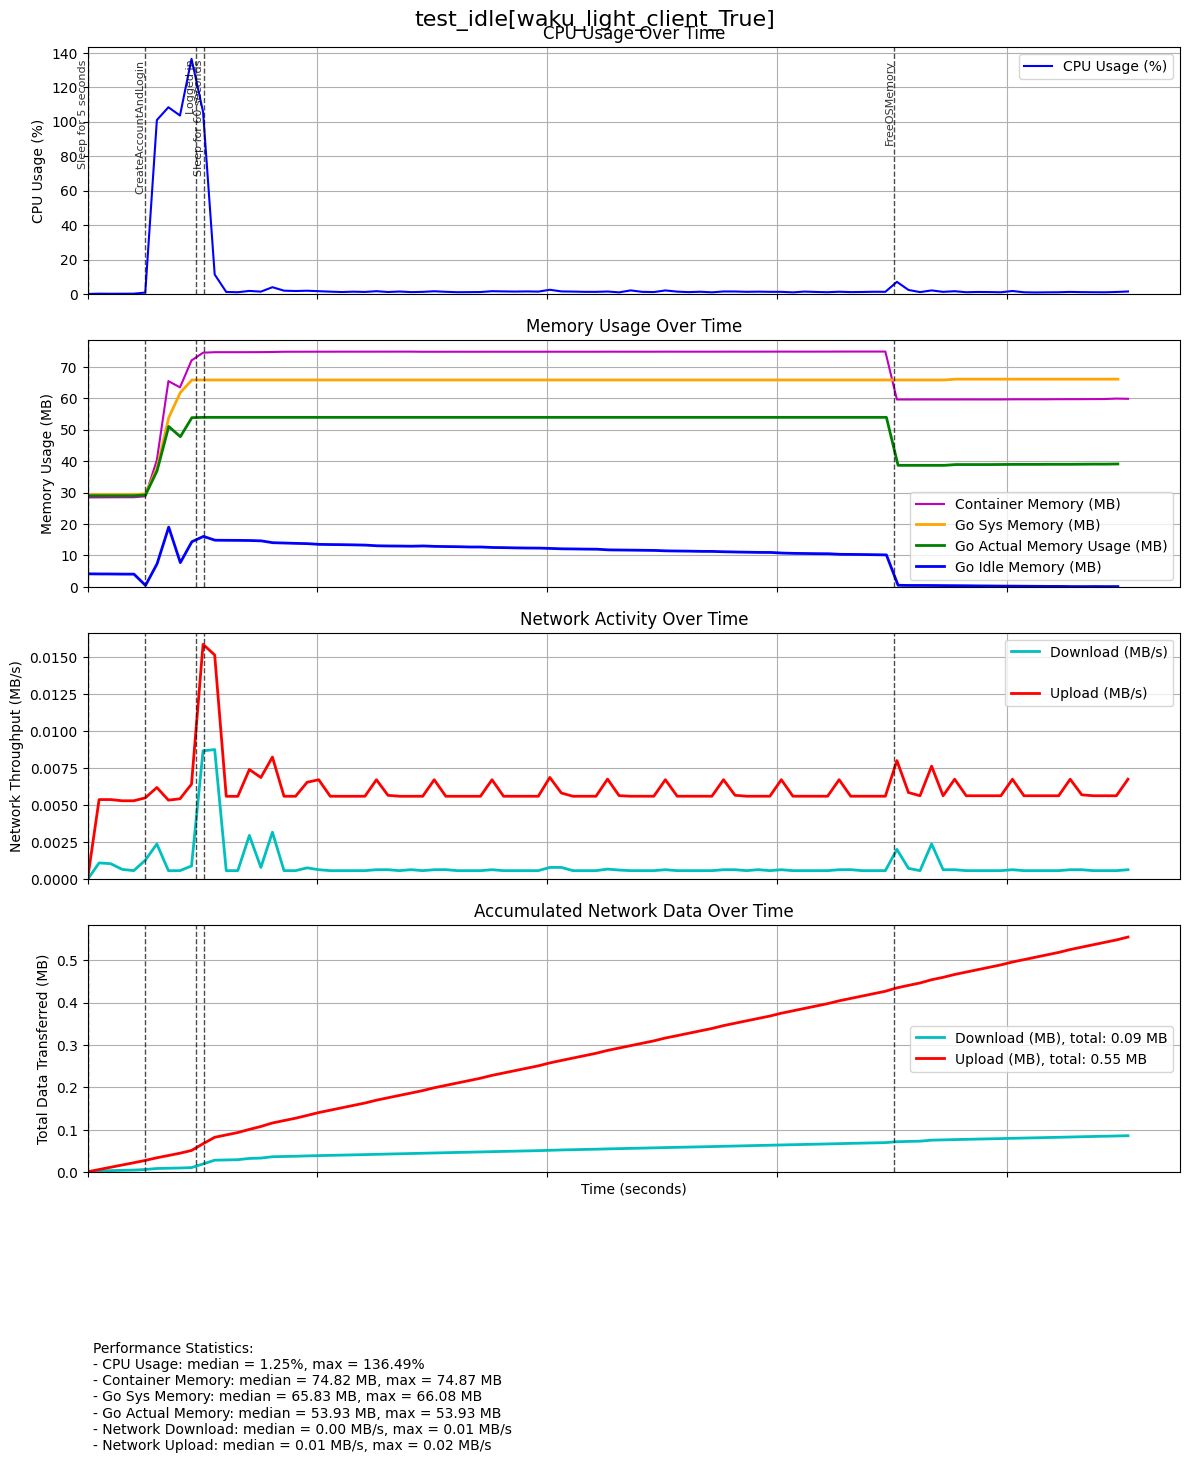 test_idle[waku_light_client_True]
CPU Usage Over Time
CPU Usage (%)
140
120
100
80
60
40
20
0
Sleep for 5 seconds
CreateAccountAndLogin
Logged in
Sleep for 60 seconds
FreeOSMemory
CPU Usage (%)
Memory Usage Over Time
Memory Usage (MB)
70
60
50
40
30
20
10
0
Container Memory (MB)
Go Sys Memory (MB)
Go Actual Memory Usage (MB)
Go Idle Memory (MB)
Network Activity Over Time
Network Throughput (MB/s)
0.0150
0.0125
0.0100
0.0075
0.0050
0.0025
0.0000
Download (MB/s)
Upload (MB/s)
Accumulated Network Data Over Time
Total Data Transferred (MB)
0.5
0.4
0.3
0.2
0.1
0.0
Download (MB), total: 0.09 MB
Upload (MB), total: 0.55 MB
Time (seconds)
Performance Statistics:
- CPU Usage: median = 1.25%, max = 136.49%
- Container Memory: median = 74.82 MB, max = 74.87 MB
- Go Sys Memory: median = 65.83 MB, max = 66.08 MB
- Go Actual Memory: median = 53.93 MB, max = 53.93 MB
- Network Download: median = 0.00 MB/s, max = 0.01 MB/s
- Network Upload: median = 0.01 MB/s, max = 0.02 MB/s